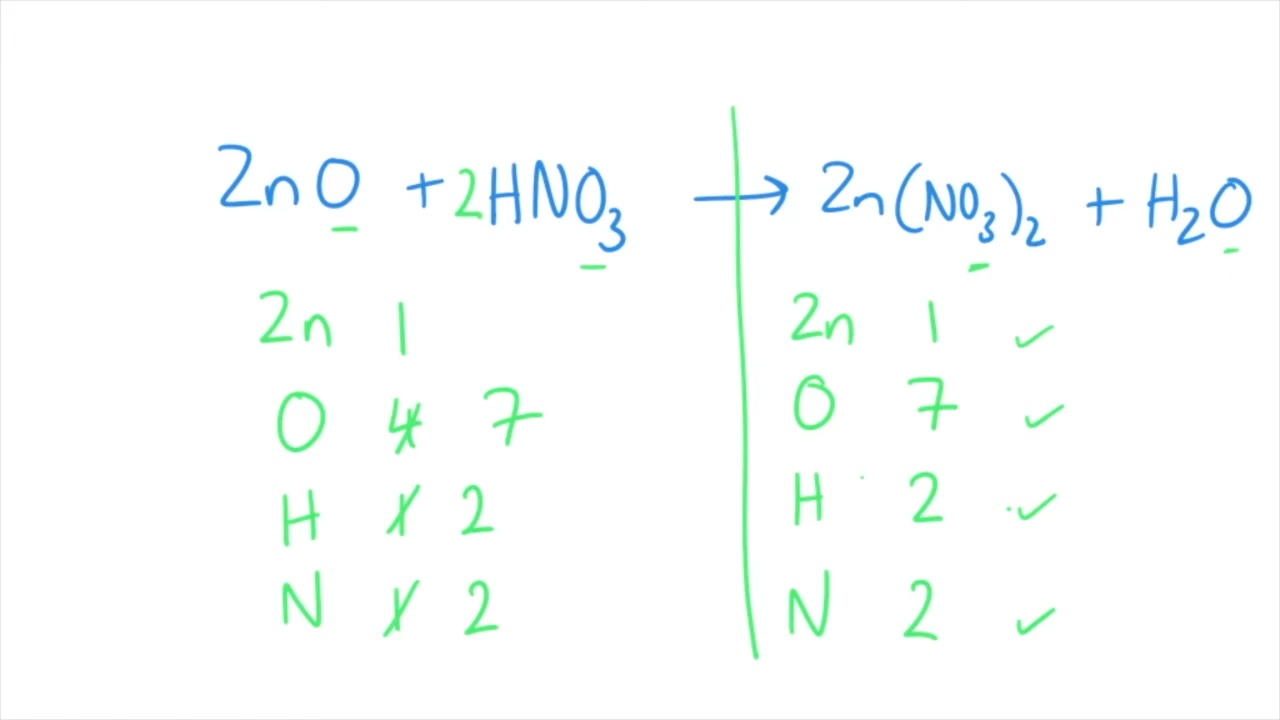 ZnO + 2HNO₃ → Zn(NO₃)₂ + H₂O
Zn 1 Zn 1 ✓
O 4 7 O 7 ✓
H 1 2 H 2 ✓
N 1 2 N 2 ✓